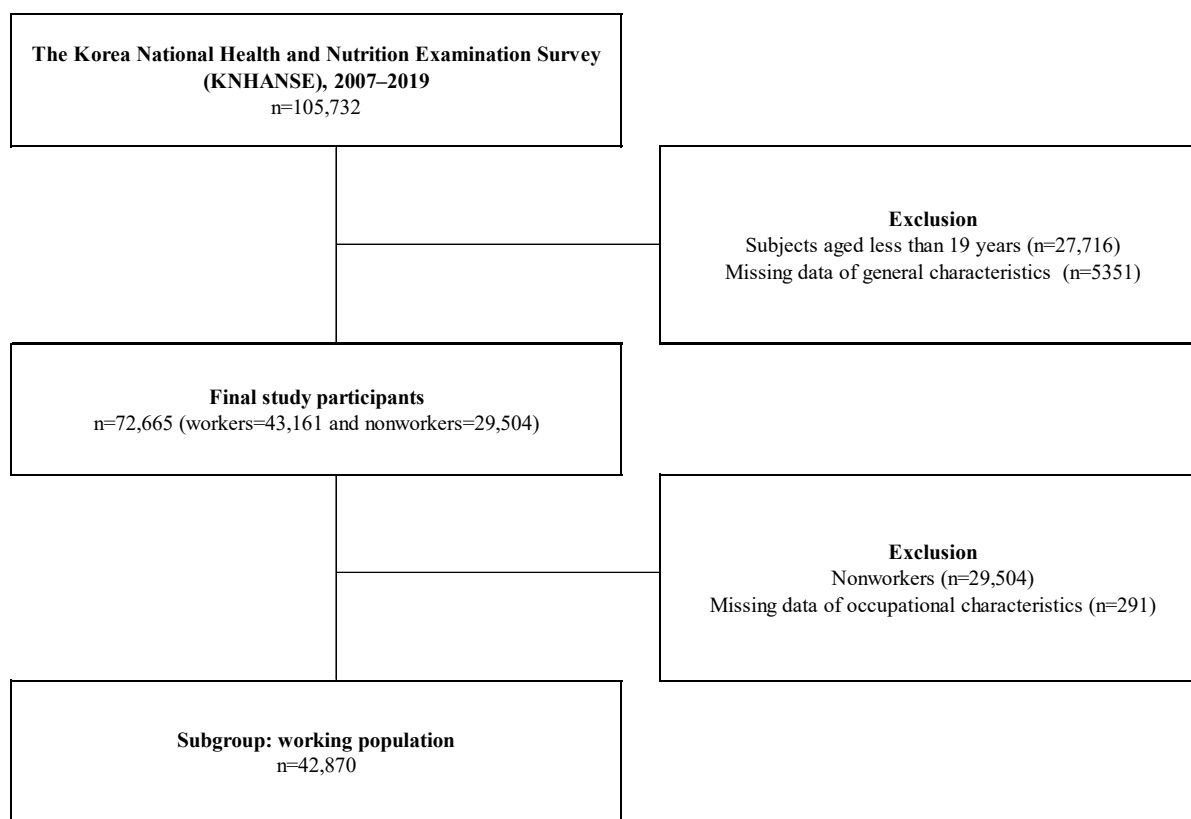 The Korea National Health and Nutrition Examination Survey
(KNHANSE), 2007–2019
n=105,732
Exclusion
Subjects aged less than 19 years (n=27,716)
Missing data of general characteristics (n=5351)
Final study participants
n=72,665 (workers=43,161 and nonworkers=29,504)
Exclusion
Nonworkers (n=29,504)
Missing data of occupational characteristics (n=291)
Subgroup: working population
n=42,870